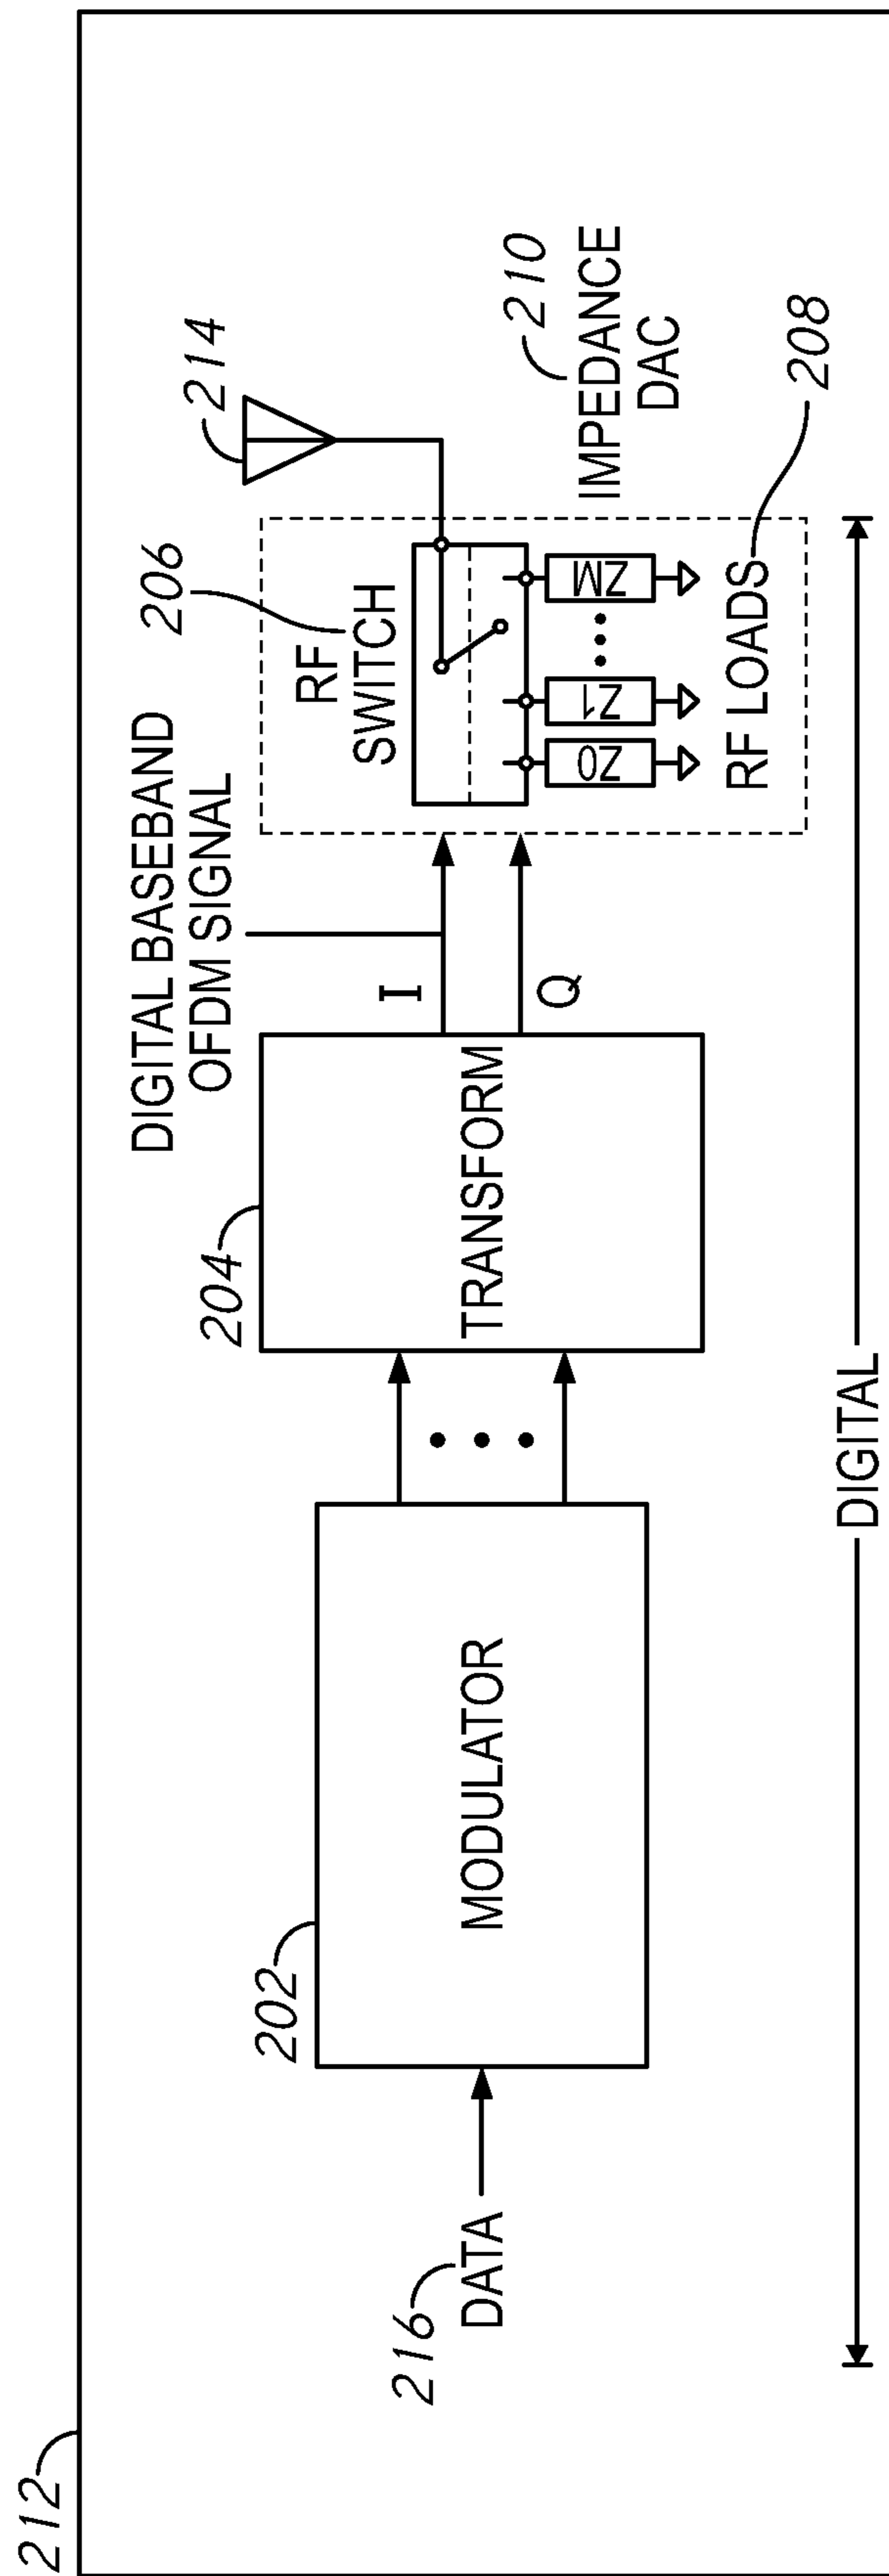 212
216
DATA
202
MODULATOR
204
TRANSFORM
DIGITAL BASEBAND
OFDM SIGNAL
I
Q
206
RF
SWITCH
214
210
IMPEDANCE
DAC
Z0
Z1
ZM
RF LOADS
208
DIGITAL